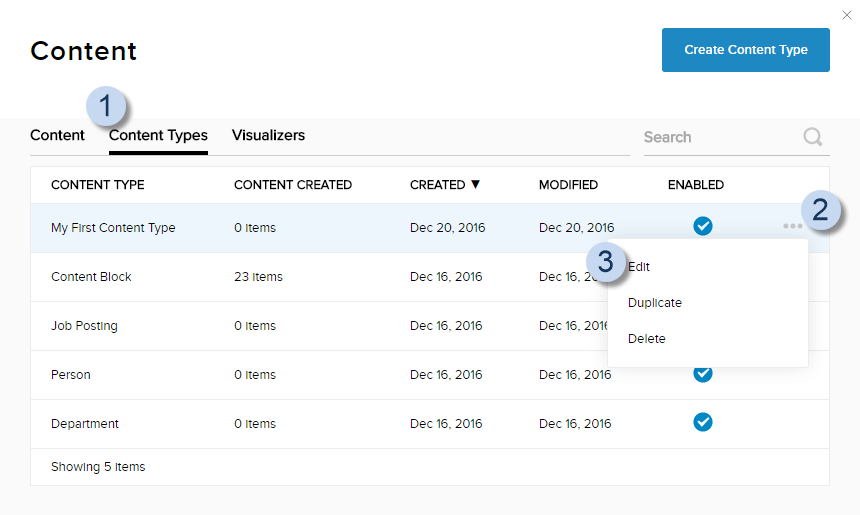 Content
Create Content Type
1
Content Content Types Visualizers Search
CONTENT TYPE CONTENT CREATED CREATED ▼ MODIFIED ENABLED
2
My First Content Type 0 Items Dec 20, 2016 Dec 20, 2016
3
Edit
Content Block 23 Items Dec 16, 2016 Dec 16, 20
Duplicate
Job Posting 0 Items Dec 16, 2016 Dec 16, 201
Delete
Person 0 Items Dec 16, 2016 Dec 16, 2016
Department 0 Items Dec 16, 2016 Dec 16, 2016
Showing 5 Items